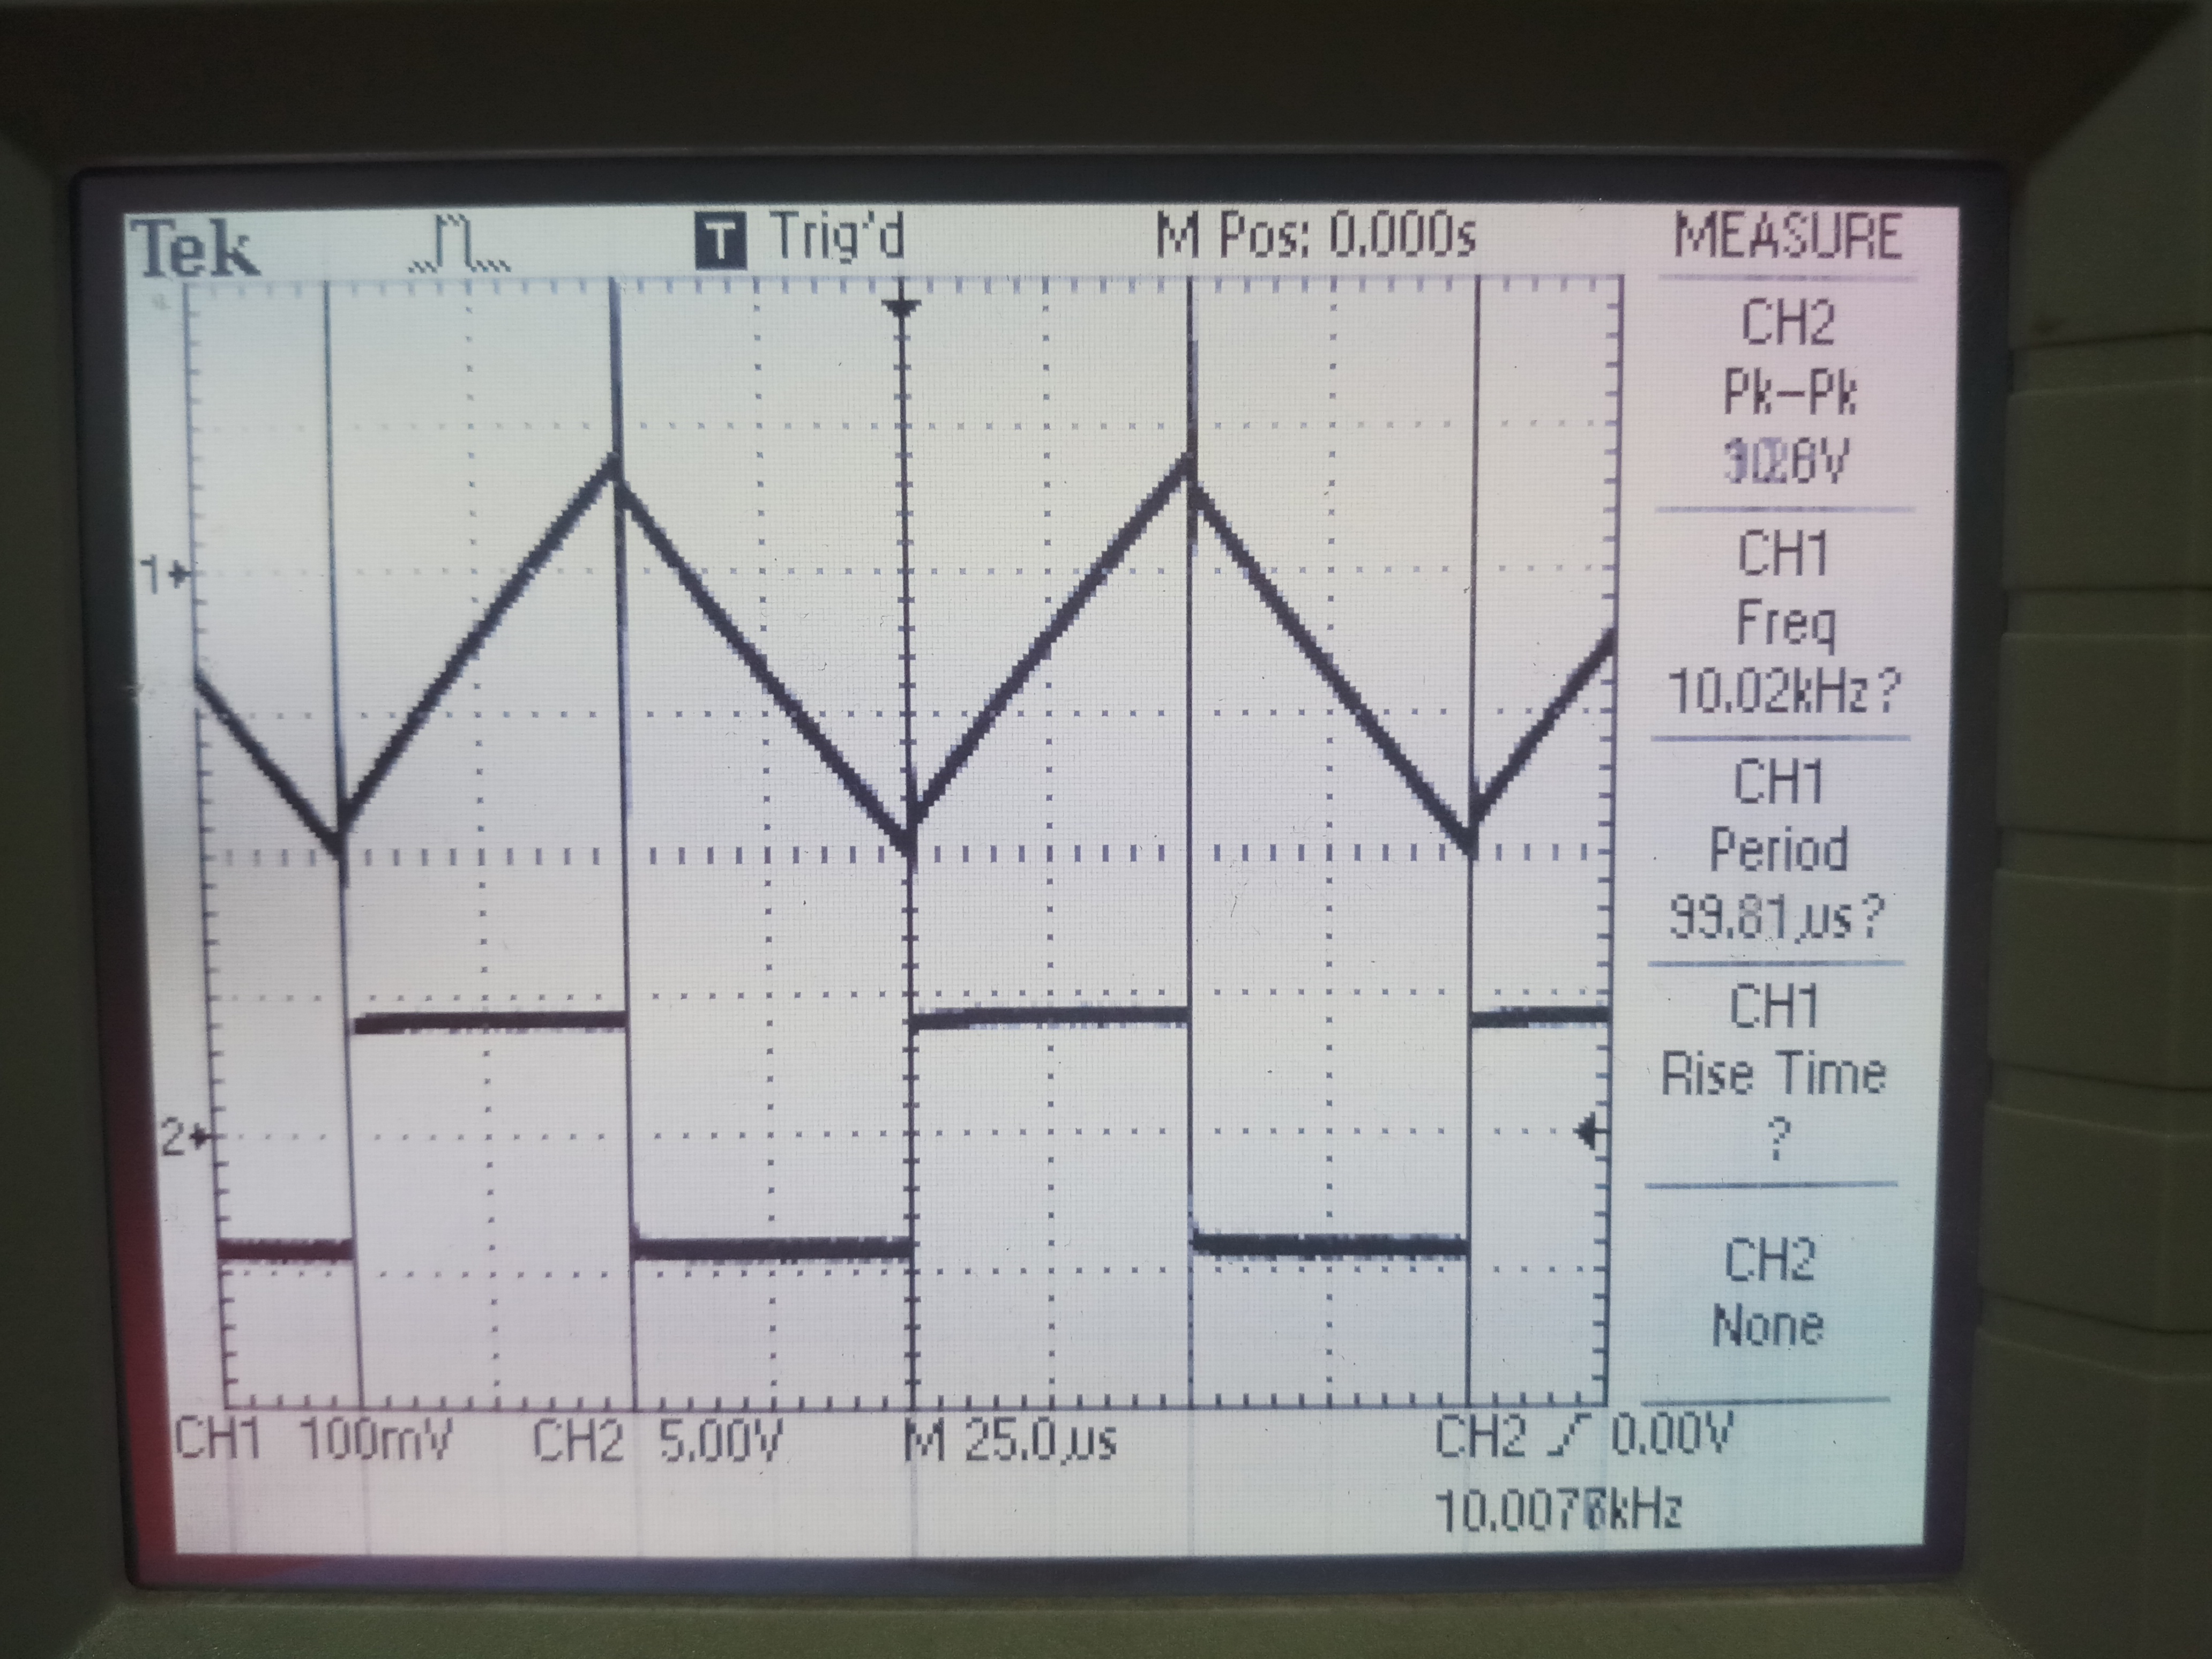 Tek T Trig'd M Pos: 0.000s MEASURE
CH2
Pk-Pk
CH1
Freq
10.02kHz?
1
CH1
Period
99.81µs?
CH1
Rise Time
?
2
CH2
None
CH1 100mV CH2 5.00V M 25.0µs CH2 0.00V